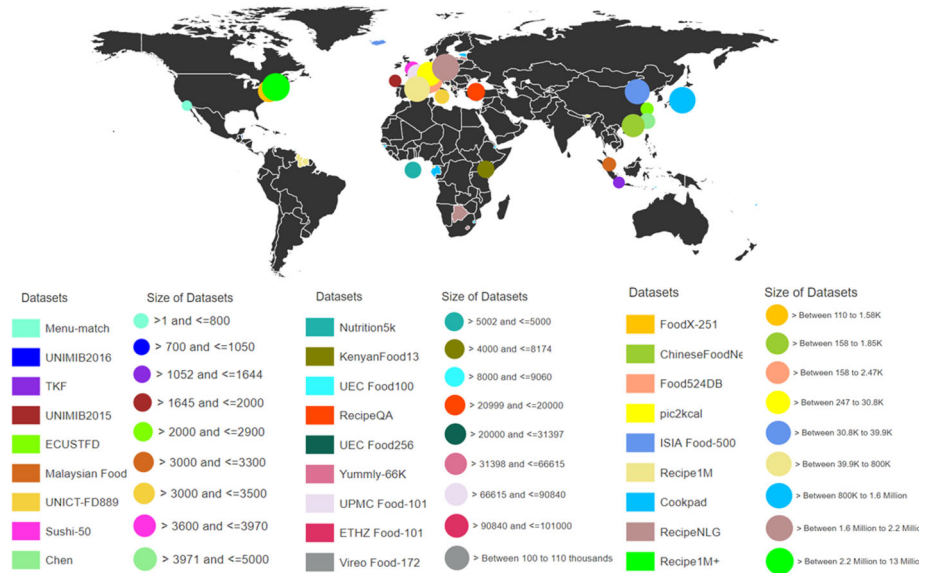 Datasets
Menu-match
UNIMIB2016
TKF
UNIMIB2015
ECUSTFD
Malaysian Food
UNICT-FD889
Sushi-50
Chen
Size of Datasets
>1 and <=800
> 700 and <=1050
> 1052 and <=1644
> 1645 and <=2000
> 2000 and <=2900
> 3000 and <=3300
> 3000 and <=3500
> 3600 and <=3970
> 3971 and <=5000
Datasets
Nutrition5k
KenyanFood13
UEC Food100
RecipeQA
UEC Food256
Yummly-66K
UPMC Food-101
ETHZ Food-101
Vireo Food-172
Size of Datasets
> 5002 and <=5000
> 4000 and <=8174
> 8000 and <=9060
> 20999 and <=20000
> 20000 and <=31397
> 31398 and <=66615
> 66615 and <=90840
> 90840 and <=101000
> Between 100 to 110 thousands
Datasets
FoodX-251
ChineseFoodNe
Food524DB
pic2kcal
ISIA Food-500
Recipe1M
Cookpad
RecipeNLG
Recipe1M+
Size of Datasets
> Between 110 to 1.58K
> Between 158 to 1.85K
> Between 158 to 2.47K
> Between 247 to 30.8K
> Between 30.8K to 39.9K
> Between 39.9K to 800K
> Between 800K to 1.6 Million
> Between 1.6 Million to 2.2 Millic
> Between 2.2 Million to 13 Million